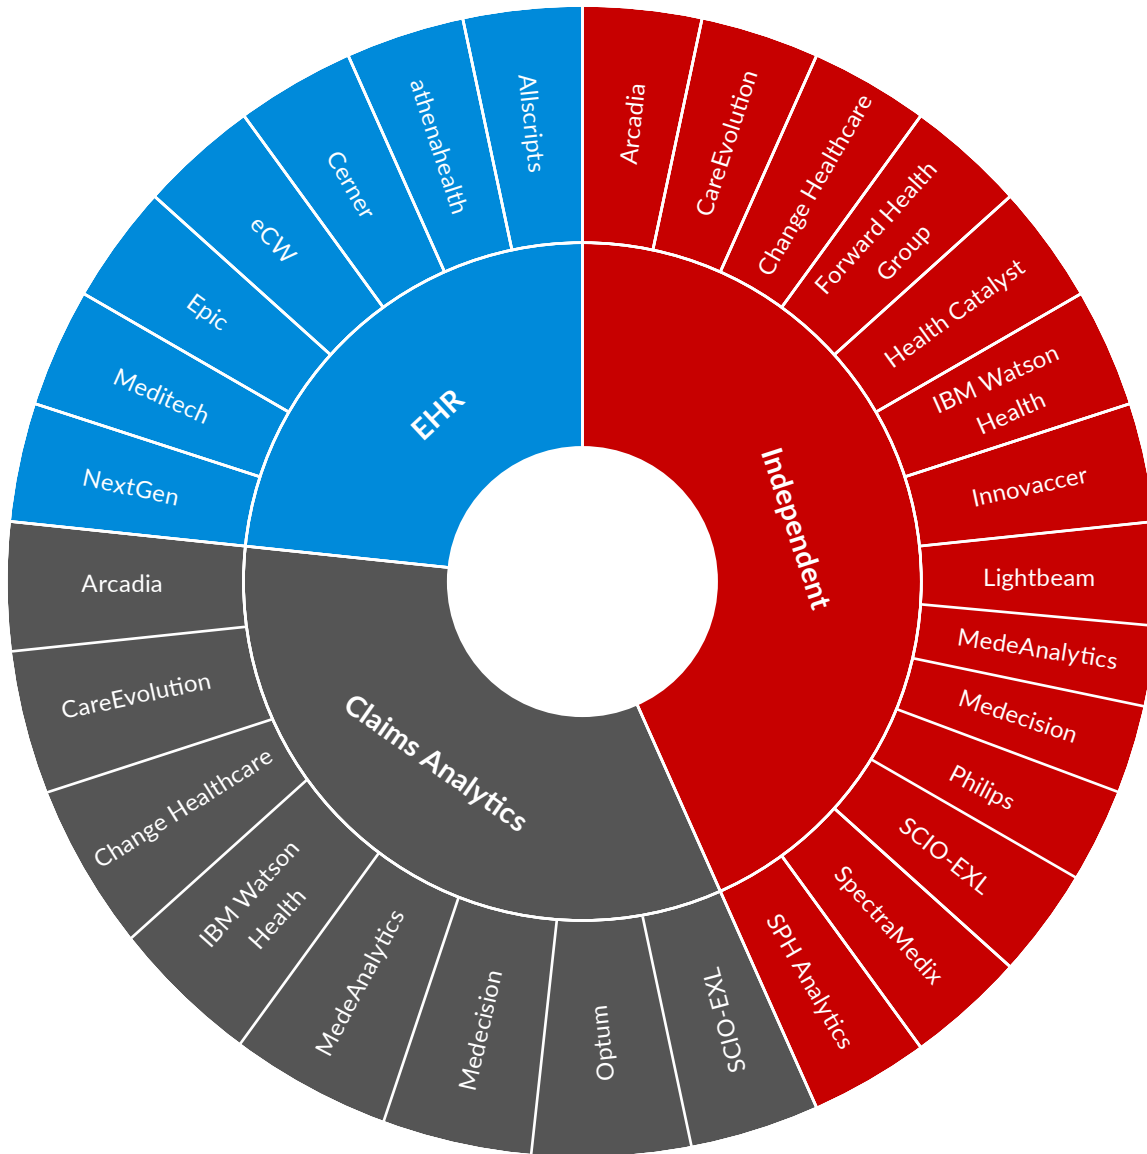 Independent
Arcadia
CareEvolution
Change Healthcare
Forward Health
Group
Health Catalyst
IBM Watson
Health
Innovaccer
Lightbeam
MedeAnalytics
Medecision
Philips
SCIO-EXL
SpectraMedix
SPH Analytics
Claims Analytics
SCIO-EXL
Optum
Medecision
MedeAnalytics
IBM Watson
Health
Change Healthcare
CareEvolution
Arcadia
EHR
NextGen
Meditech
Epic
eCW
Cerner
athenahealth
Allscripts